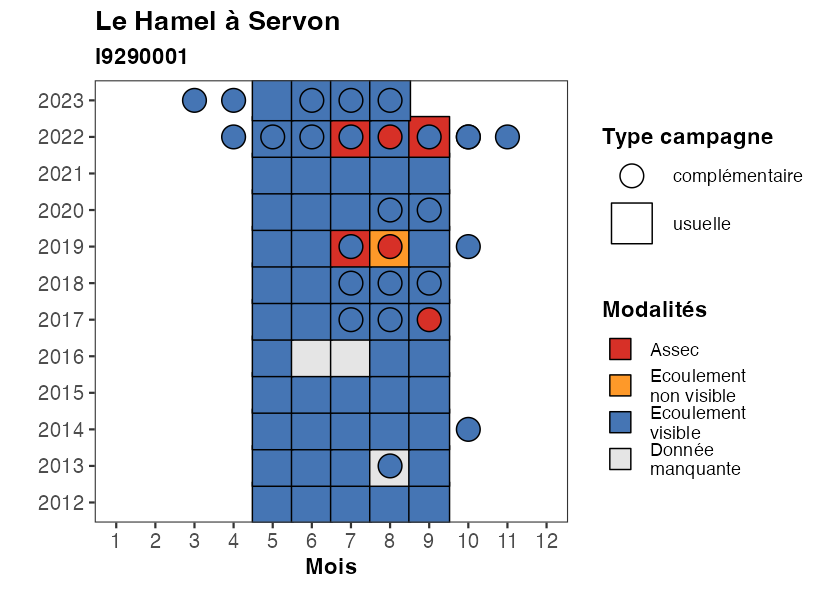 Le Hamel à Servon
I9290001
2023
2022
2021
2020
2019
2018
2017
2016
2015
2014
2013
2012
1 2 3 4 5 6 7 8 9 10 11 12
Mois
Type campagne
complémentaire
usuelle
Modalités
Assec
Ecoulement
non visible
Ecoulement
visible
Donnée
manquante